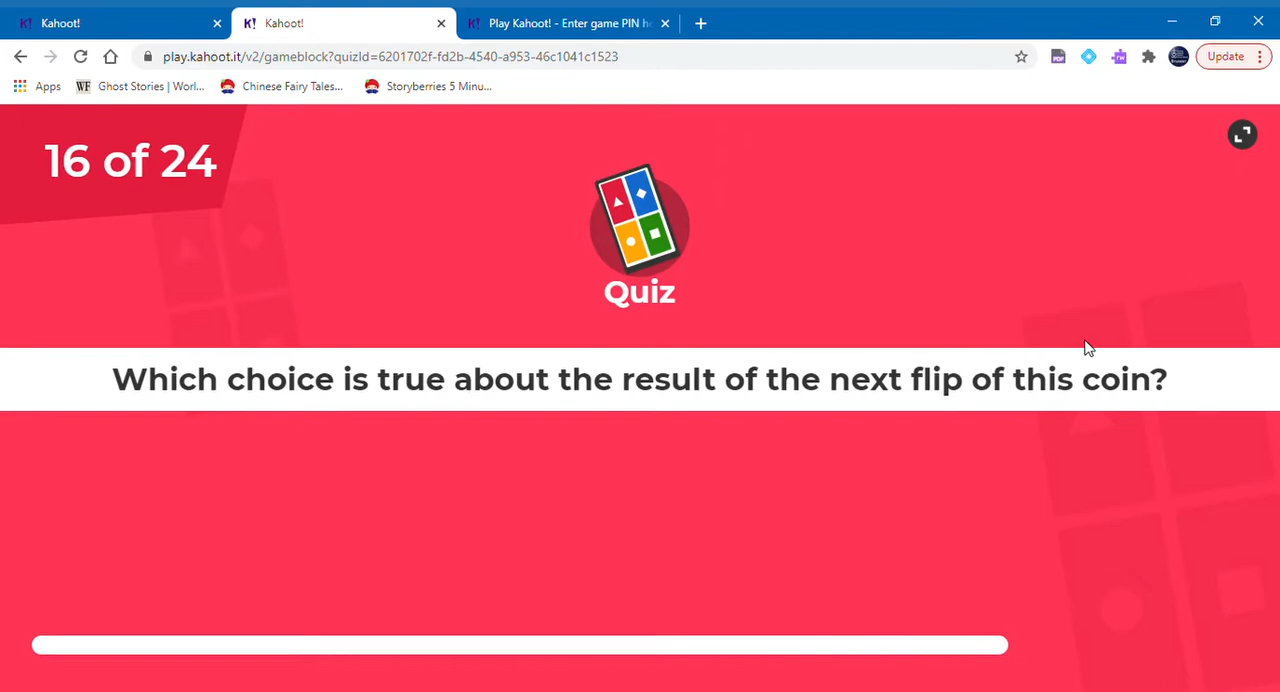 Kahoot!
Kahoot!
Play Kahoot! - Enter game PIN he
play.kahoot.it/v2/gameblock?quizId=6201702f-fd2b-4540-a953-46c1041c1523
Update
Apps
WF Ghost Stories | Worl...
Chinese Fairy Tales...
Storyberries 5 Minu...
16 of 24
Quiz
Which choice is true about the result of the next flip of this coin?